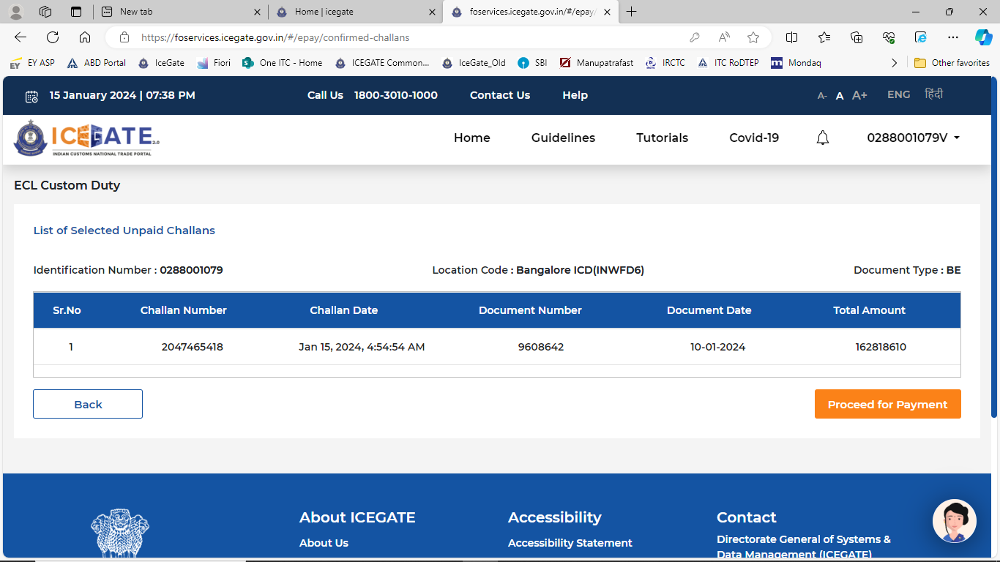 New tab
Home | icegate
foservices.icegate.gov.in/#/epay/
https://foservices.icegate.gov.in/#/epay/confirmed-challans
EY EY ASP ABD Portal IceGate Fiori One ITC - Home ICEGATE Common... IceGate_Old SBI Manupatrafast IRCTC ITC RoDTEP Mondaq Other favorites
15 January 2024 | 07:38 PM Call Us 1800-3010-1000 Contact Us Help A- A A+ ENG हिंदी
ICEGATE 2.0
INDIAN CUSTOMS NATIONAL TRADE PORTAL
Home Guidelines Tutorials Covid-19 0288001079V
ECL Custom Duty
List of Selected Unpaid Challans
Identification Number : 0288001079 Location Code : Bangalore ICD(INWFD6) Document Type : BE
Sr.No Challan Number Challan Date Document Number Document Date Total Amount
1 2047465418 Jan 15, 2024, 4:54:54 AM 9608642 10-01-2024 162818610
Back Proceed for Payment
About ICEGATE Accessibility Contact
About Us Accessibility Statement Directorate General of Systems &
Data Management (ICEGATE)